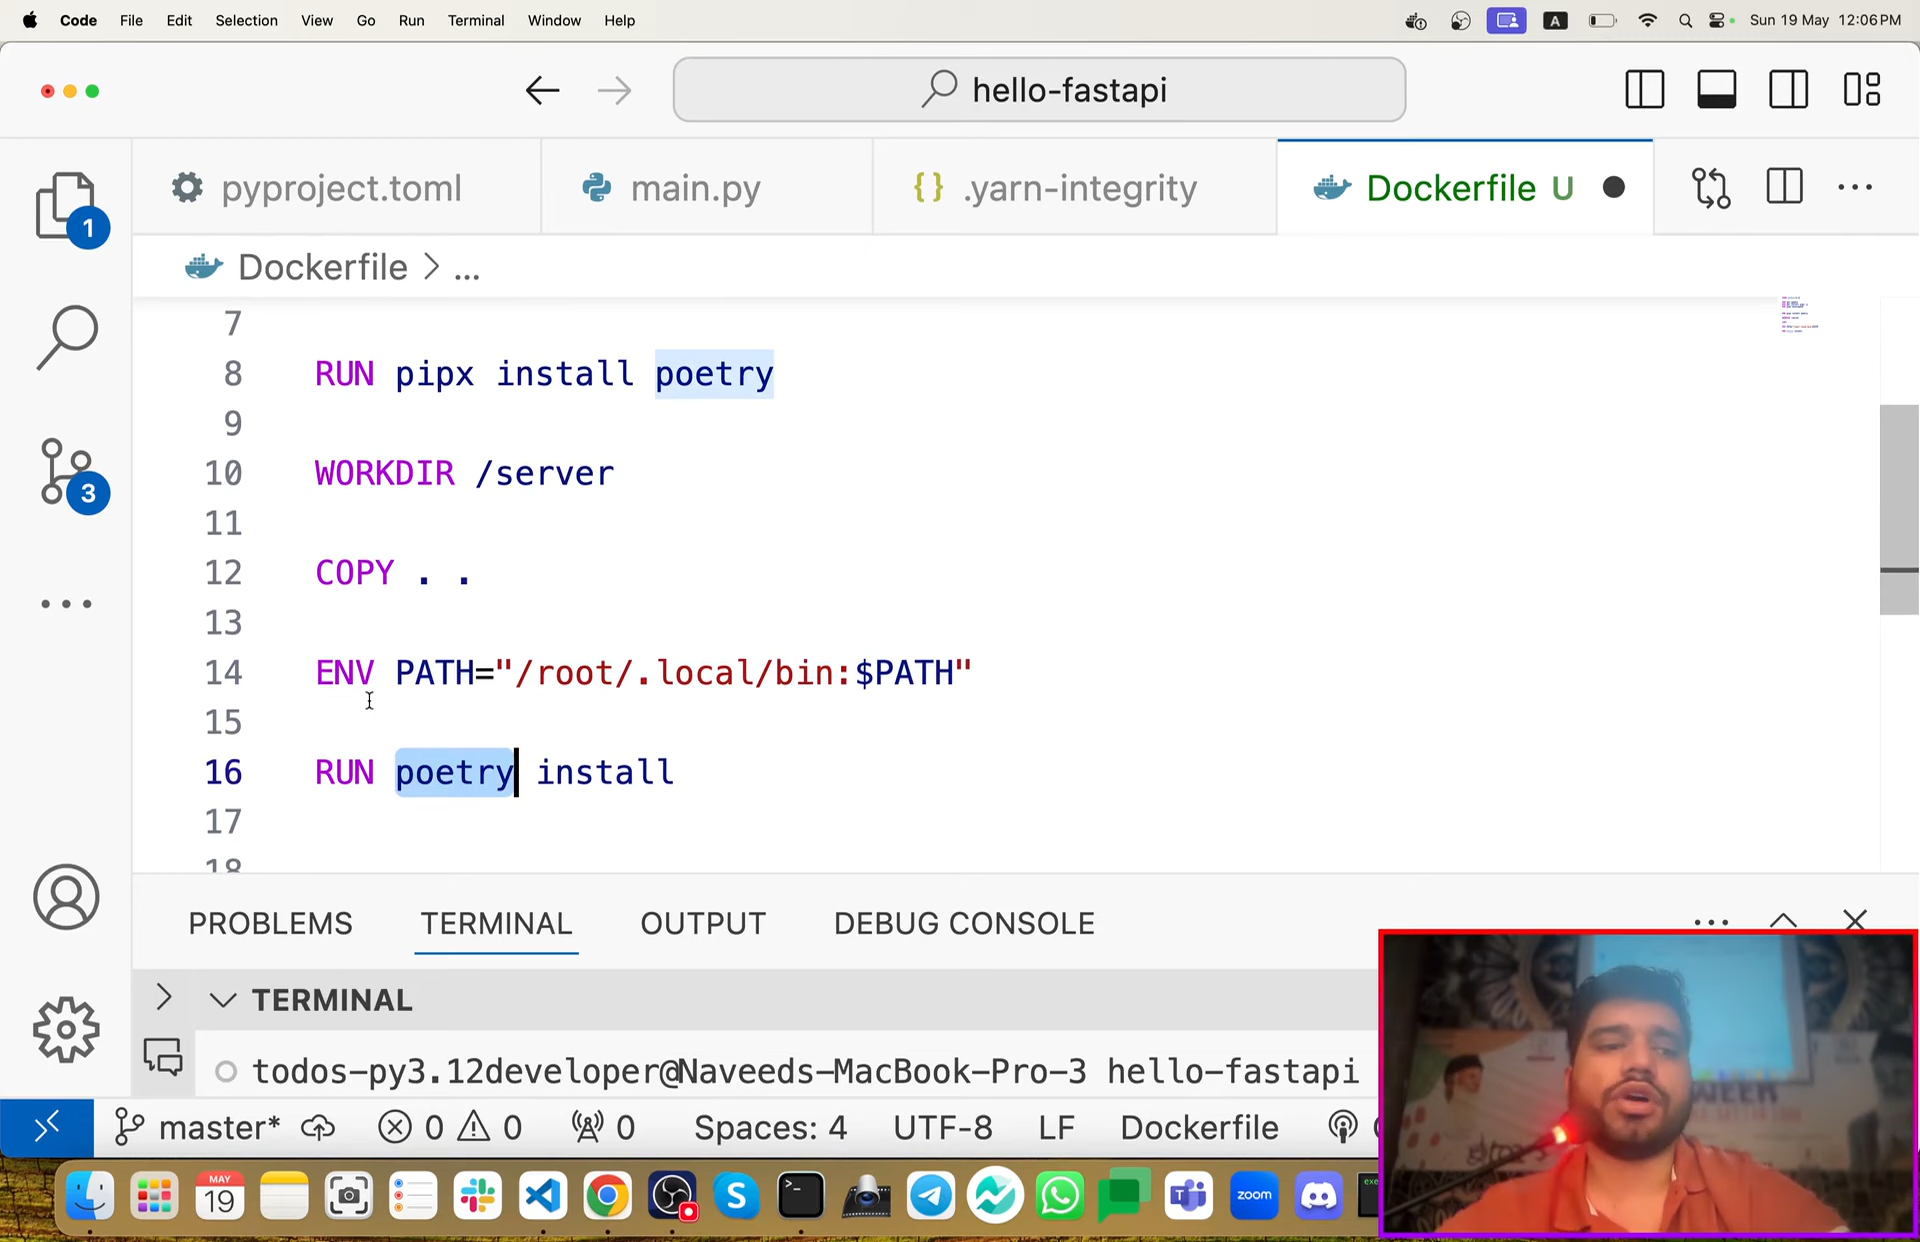 Code File Edit Selection View Go Run Terminal Window Help
A Sun 19 May 12:06 PM
hello-fastapi
pyproject.toml main.py {} .yarn-integrity Dockerfile U
1
Dockerfile > ...
7
8 RUN pipx install poetry
9
10 WORKDIR /server
11
12 COPY . .
13
14 ENV PATH="/root/.local/bin:$PATH"
15
16 RUN poetry install
17
18
3
PROBLEMS TERMINAL OUTPUT DEBUG CONSOLE
TERMINAL
todos-py3.12developer@Naveeds-MacBook-Pro-3 hello-fastapi
master* 0 0 0 Spaces: 4 UTF-8 LF Dockerfile
MAY
19
zoom